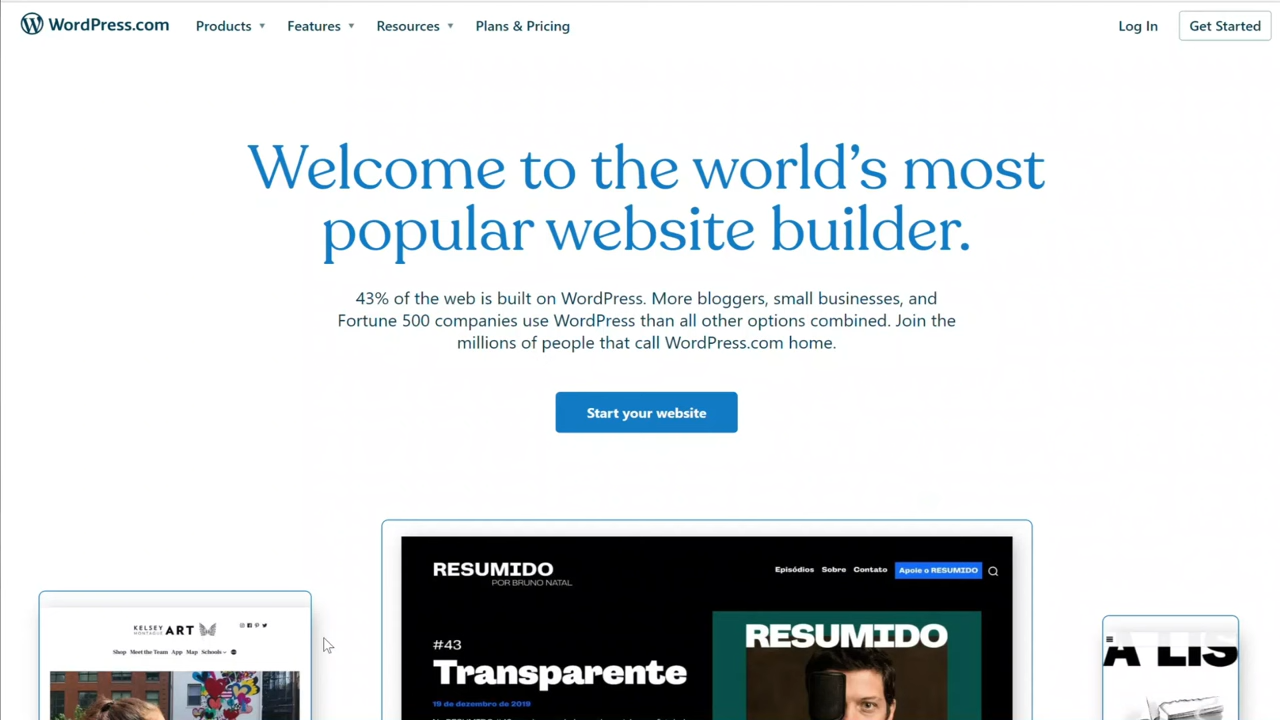 WordPress.com Products Features Resources Plans & Pricing Log In Get Started
Welcome to the world’s most
popular website builder.
43% of the web is built on WordPress. More bloggers, small businesses, and
Fortune 500 companies use WordPress than all other options combined. Join the
millions of people that call WordPress.com home.
Start your website
KELSEY
MONTAGUE
ART
Shop Meet the Team App Map Schools
RESUMIDO
POR BRUNO NATAL
Episódios Sobre Contato Apoie o RESUMIDO
#43
Transparente
19 de dezembro de 2019
RESUMIDO
A LIS